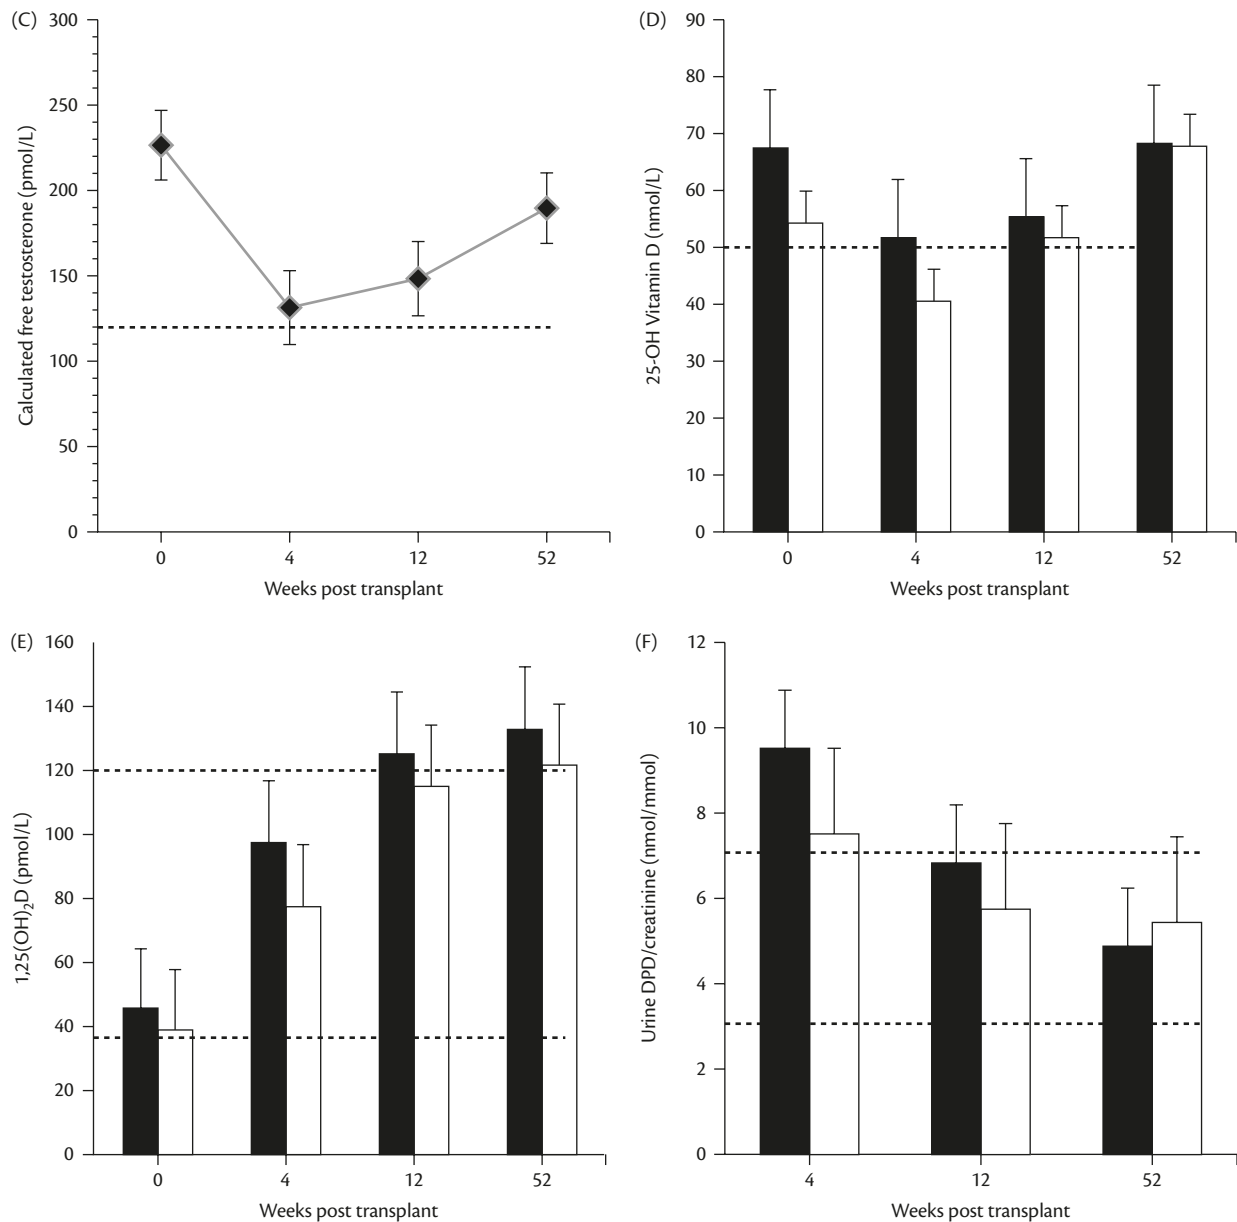 (C)
300
250
200
150
100
50
0
Calculated free testosterone (pmol/L)
0 4 12 52
Weeks post transplant
(D)
90
80
70
60
50
40
30
20
10
0
25-OH Vitamin D (nmol/L)
0 4 12 52
Weeks post transplant
(E)
160
140
120
100
80
60
40
20
0
1,25(OH)₂D (pmol/L)
0 4 12 52
Weeks post transplant
(F)
12
10
8
6
4
2
0
Urine DPD/creatinine (nmol/mmol)
4 12 52
Weeks post transplant